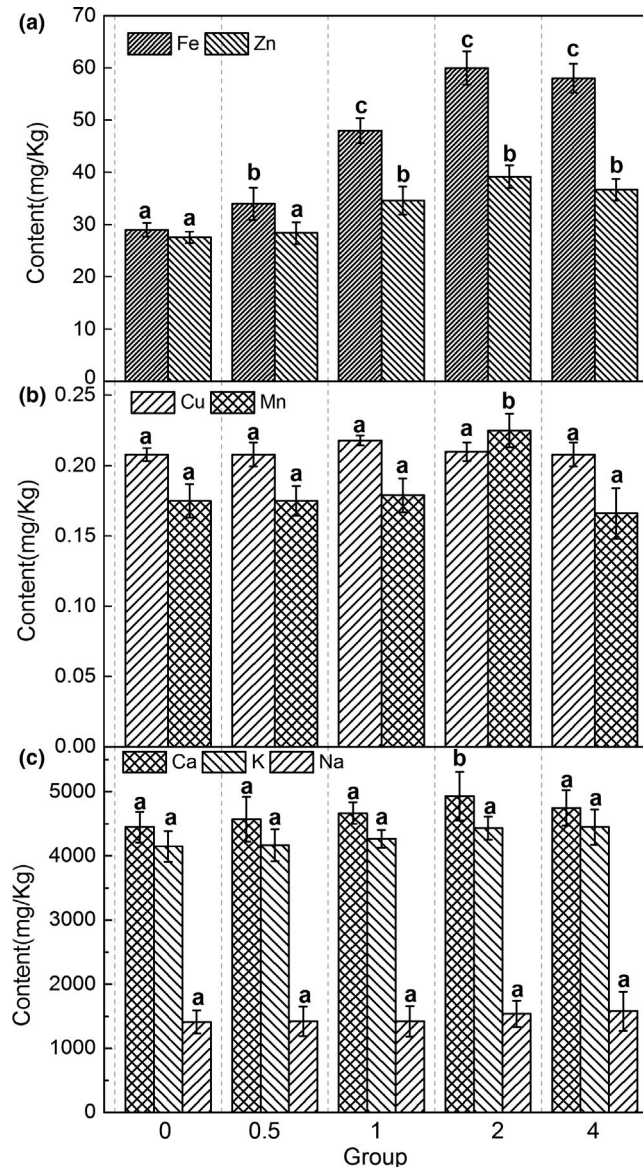 (a)
70
60
50
40
30
20
10
0
Content(mg/Kg)
Fe Zn
a a b a c b c b c b
(b)
0.25
0.20
0.15
0.10
0.05
0.00
Content(mg/Kg)
Cu Mn
a a a a a a a b a a
(c)
5000
4000
3000
2000
1000
0
Content(mg/Kg)
Ca K Na
a a a a a a a a a b a a a a a
0 0.5 1 2 4
Group